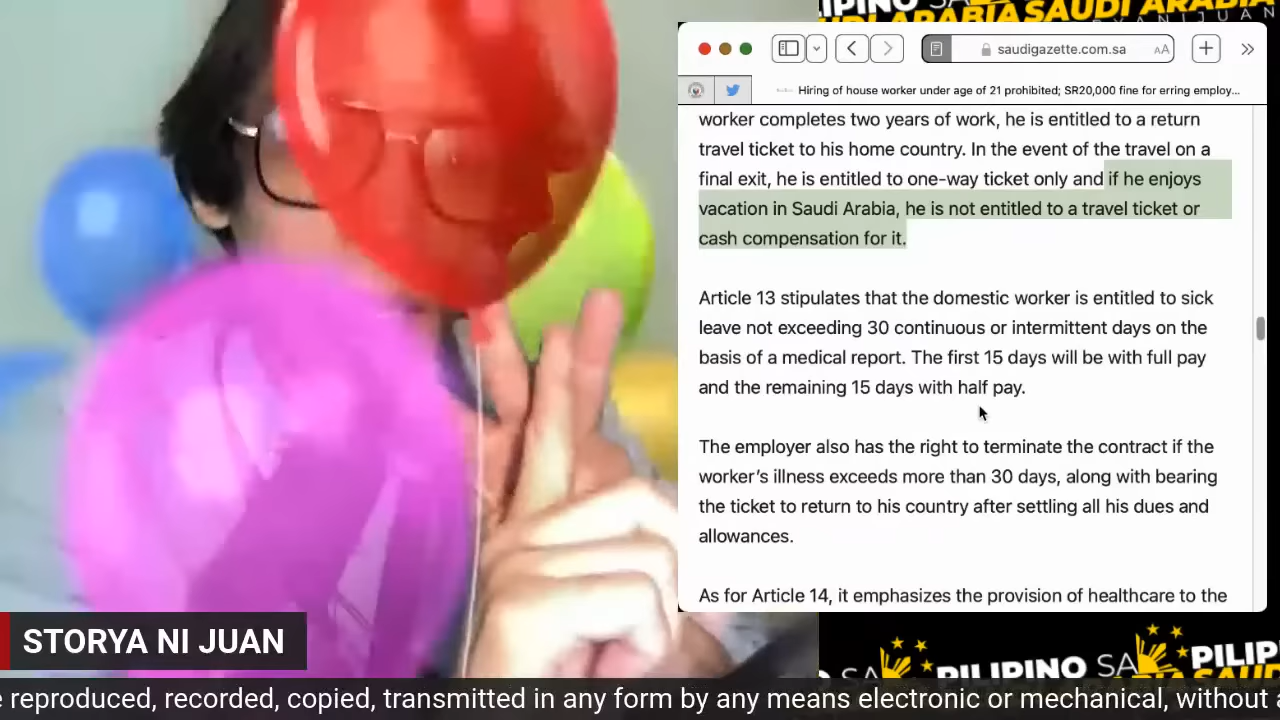 PILIPINO SA
UDI ARABIA SAUDI ARABIA
YANIJUAN
saudigazette.com.sa
AA
Hiring of house worker under age of 21 prohibited; SR20,000 fine for erring employ...
worker completes two years of work, he is entitled to a return
travel ticket to his home country. In the event of the travel on a
final exit, he is entitled to one-way ticket only and if he enjoys
vacation in Saudi Arabia, he is not entitled to a travel ticket or
cash compensation for it.
Article 13 stipulates that the domestic worker is entitled to sick
leave not exceeding 30 continuous or intermittent days on the
basis of a medical report. The first 15 days will be with full pay
and the remaining 15 days with half pay.
The employer also has the right to terminate the contract if the
worker’s illness exceeds more than 30 days, along with bearing
the ticket to return to his country after settling all his dues and
allowances.
As for Article 14, it emphasizes the provision of healthcare to the
STORYA NI JUAN
PILIPINO SA PILIP
e reproduced, recorded, copied, transmitted in any form by any means electronic or mechanical, without a